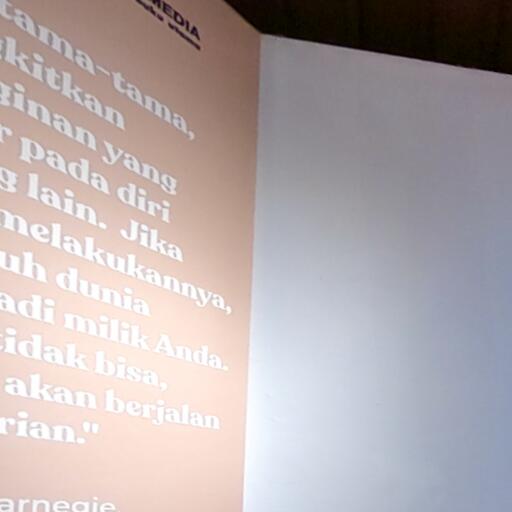 MEDIA
tama-tama,
gkitkan
ginan yang
r pada diri
g lain. Jika
melakukannya,
uh dunia
adi milik Anda.
tidak bisa,
akan berjalan
rian."
arnegie